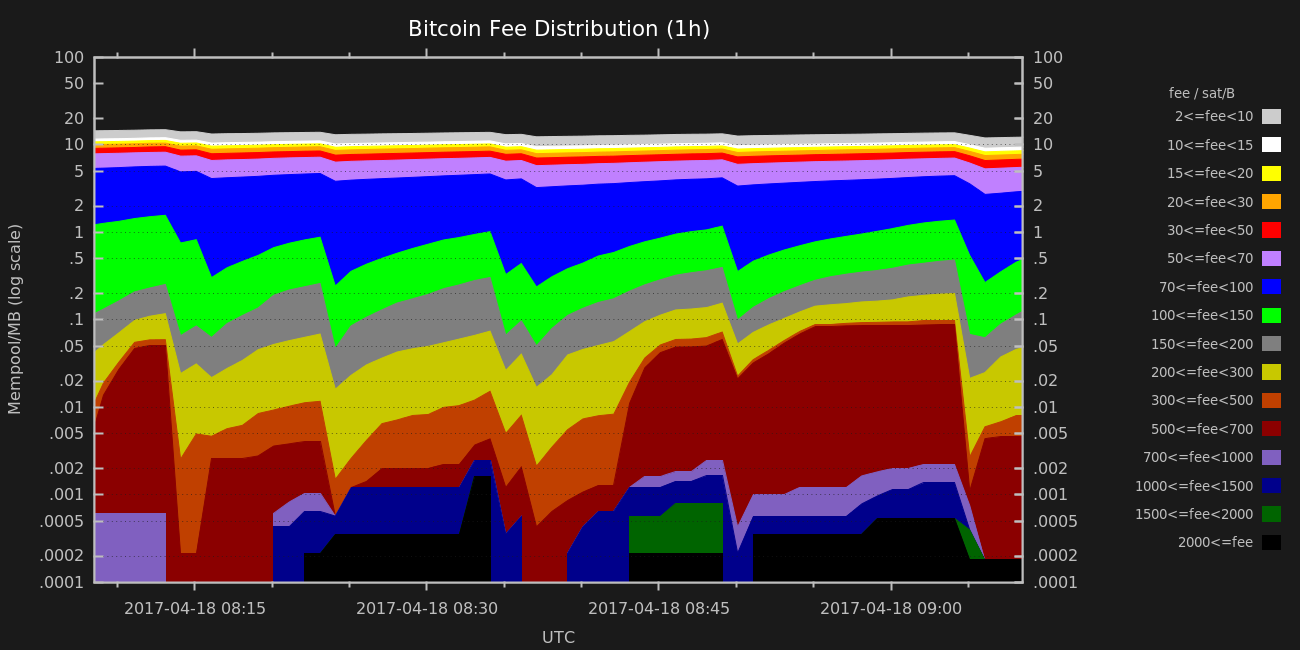 Bitcoin Fee Distribution (1h)
100
50
20
10
5
2
1
.5
.2
.1
.05
.02
.01
.005
.002
.001
.0005
.0002
.0001
Mempool/MB (log scale)
100
50
20
10
5
2
1
.5
.2
.1
.05
.02
.01
.005
.002
.001
.0005
.0002
.0001
fee / sat/B
2<=fee<10
10<=fee<15
15<=fee<20
20<=fee<30
30<=fee<50
50<=fee<70
70<=fee<100
100<=fee<150
150<=fee<200
200<=fee<300
300<=fee<500
500<=fee<700
700<=fee<1000
1000<=fee<1500
1500<=fee<2000
2000<=fee
2017-04-18 08:15 2017-04-18 08:30 2017-04-18 08:45 2017-04-18 09:00
UTC